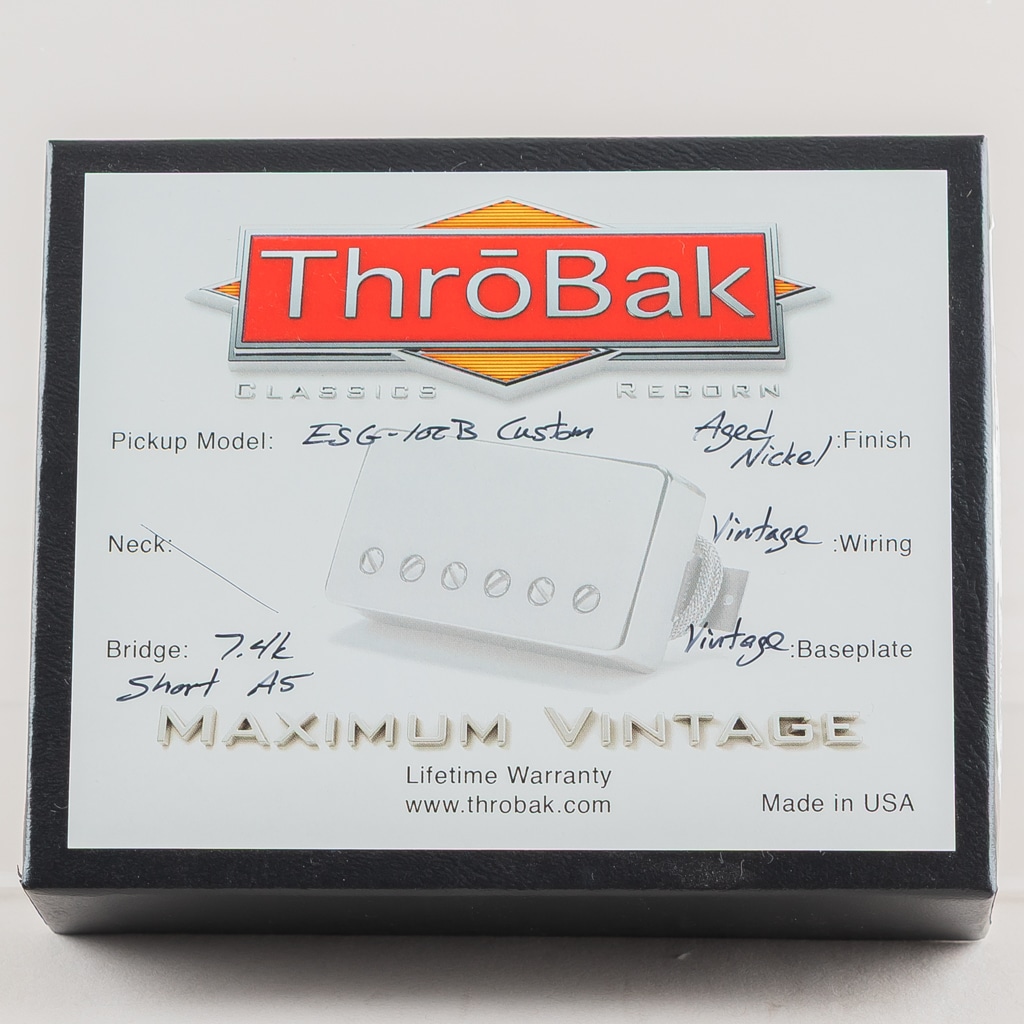 ThrōBak
CLASSICS REBORN
Pickup Model: ESG-102B Custom
Aged Nickel :Finish
Neck:
Vintage :Wiring
Bridge: 7.4k
Short A5
Vintage :Baseplate
MAXIMUM VINTAGE
Lifetime Warranty
www.throbak.com
Made in USA